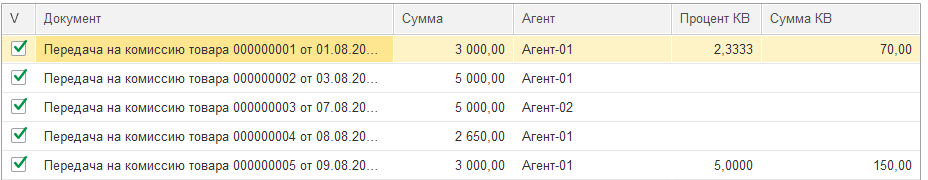 V Документ Сумма Агент Процент КВ Сумма КВ
Передача на комиссию товара 000000001 от 01.08.20... 3 000,00 Агент-01 2,3333 70,00
Передача на комиссию товара 000000002 от 03.08.20... 5 000,00 Агент-01
Передача на комиссию товара 000000003 от 07.08.20... 5 000,00 Агент-02
Передача на комиссию товара 000000004 от 08.08.20... 2 650,00 Агент-01
Передача на комиссию товара 000000005 от 09.08.20... 3 000,00 Агент-01 5,0000 150,00